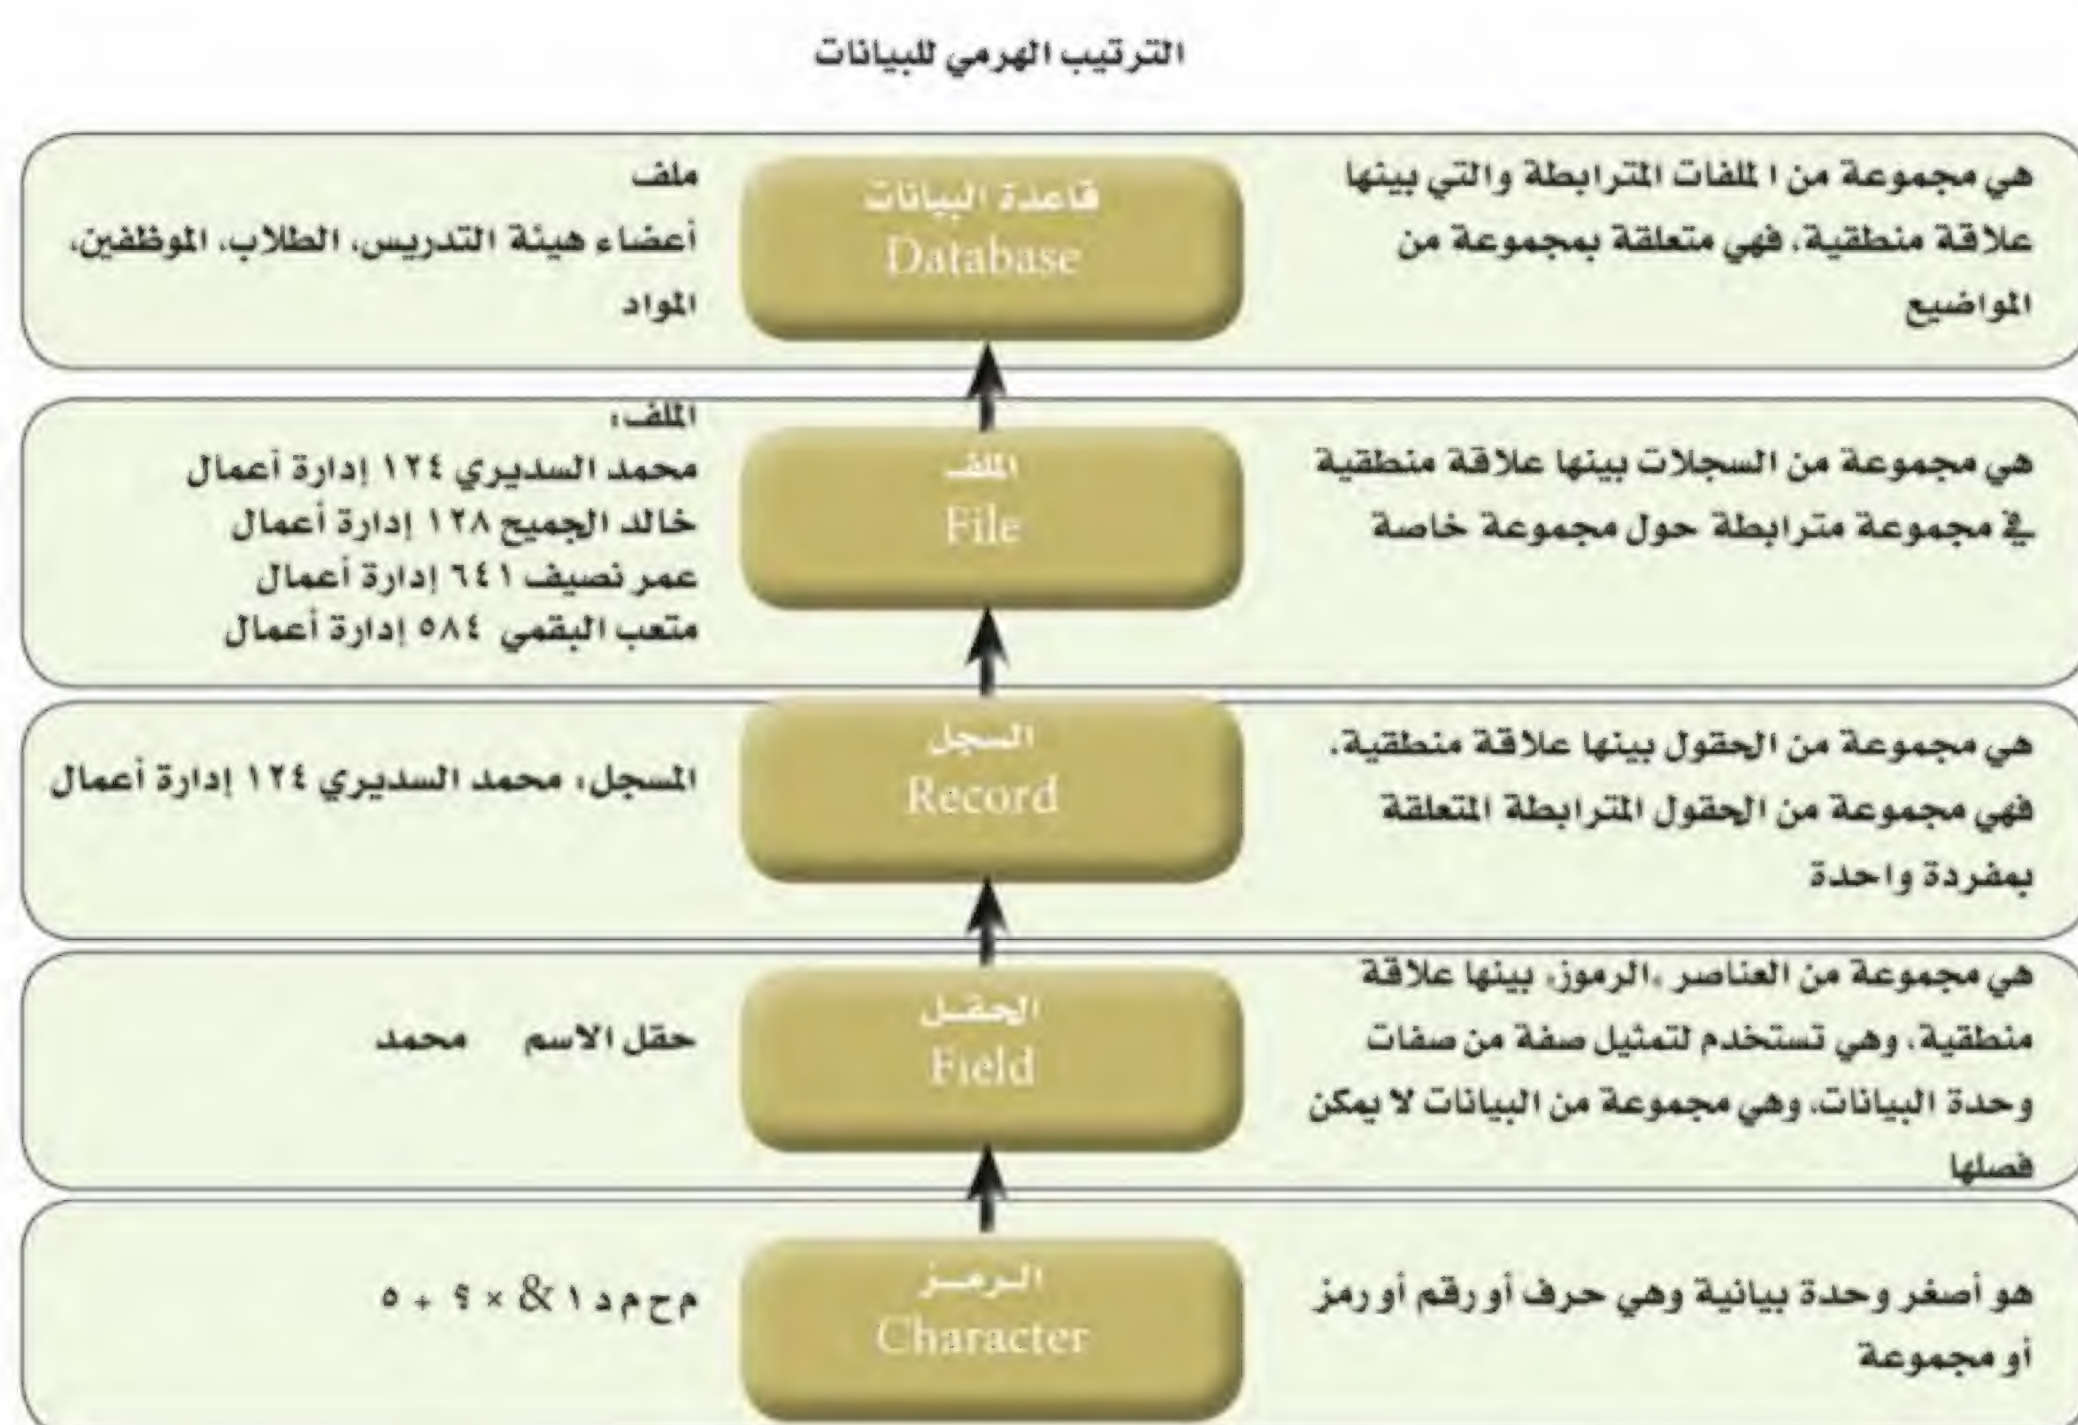 الترتيب الهرمي للبيانات
هي مجموعة من الملفات المترابطة والتي بينها
علاقة منطقية، فهي متعلقة بمجموعة من
المواضيع
قاعدة البيانات
Database
ملف
أعضاء هيئة التدريس، الطلاب، الموظفين،
المواد
هي مجموعة من السجلات بينها علاقة منطقية
في مجموعة مترابطة حول مجموعة خاصة
الملف
File
الملف:
محمد السديري ١٢٤ إدارة أعمال
خالد الجميح ١٢٨ إدارة أعمال
عمر نصيف ٦٤١ إدارة أعمال
متعب البقمي ٥٨٤ إدارة أعمال
هي مجموعة من الحقول بينها علاقة منطقية،
فهي مجموعة من الحقول المترابطة المتعلقة
بمفردة واحدة
السجل
Record
المسجل: محمد السديري ١٢٤ إدارة أعمال
هي مجموعة من العناصر «الرموز» بينها علاقة
منطقية، وهي تستخدم لتمثيل صفة من صفات
وحدة البيانات، وهي مجموعة من البيانات لا يمكن
فصلها
الحقل
Field
حقل الاسم محمد
هو أصغر وحدة بيانية وهي حرف أو رقم أو رمز
أو مجموعة
الرمز
Character
م ح م د ١ & × ؟ + ٥